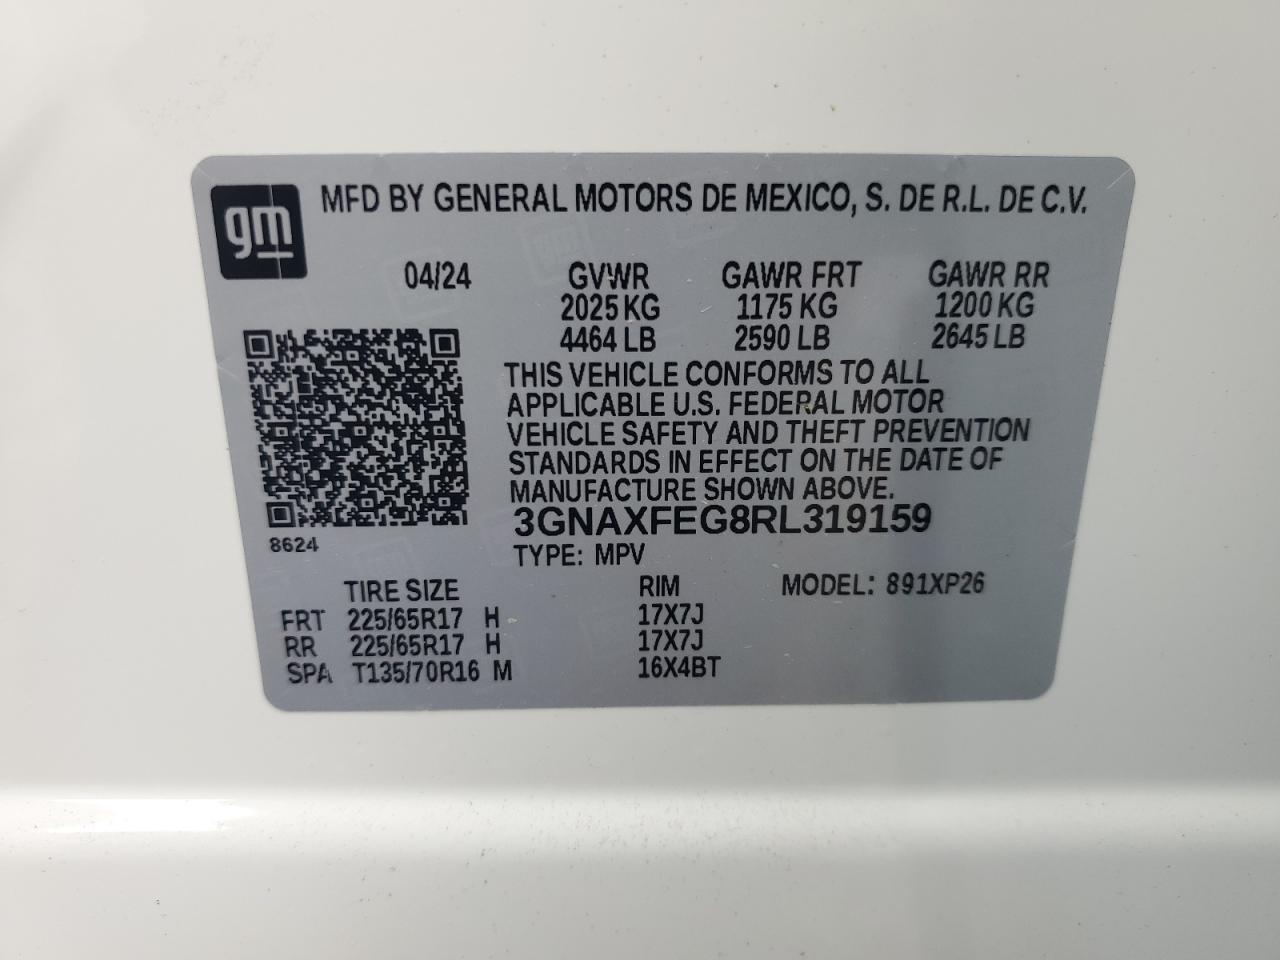 gm
MFD BY GENERAL MOTORS DE MEXICO, S. DE R.L. DE C.V.
04/24 GVWR GAWR FRT GAWR RR
2025 KG 1175 KG 1200 KG
4464 LB 2590 LB 2645 LB
THIS VEHICLE CONFORMS TO ALL
APPLICABLE U.S. FEDERAL MOTOR
VEHICLE SAFETY AND THEFT PREVENTION
STANDARDS IN EFFECT ON THE DATE OF
MANUFACTURE SHOWN ABOVE.
3GNAXFEG8RL319159
8624
TYPE: MPV
TIRE SIZE RIM MODEL: 891XP26
FRT 225/65R17 H 17X7J
RR 225/65R17 H 17X7J
SPA T135/70R16 M 16X4BT